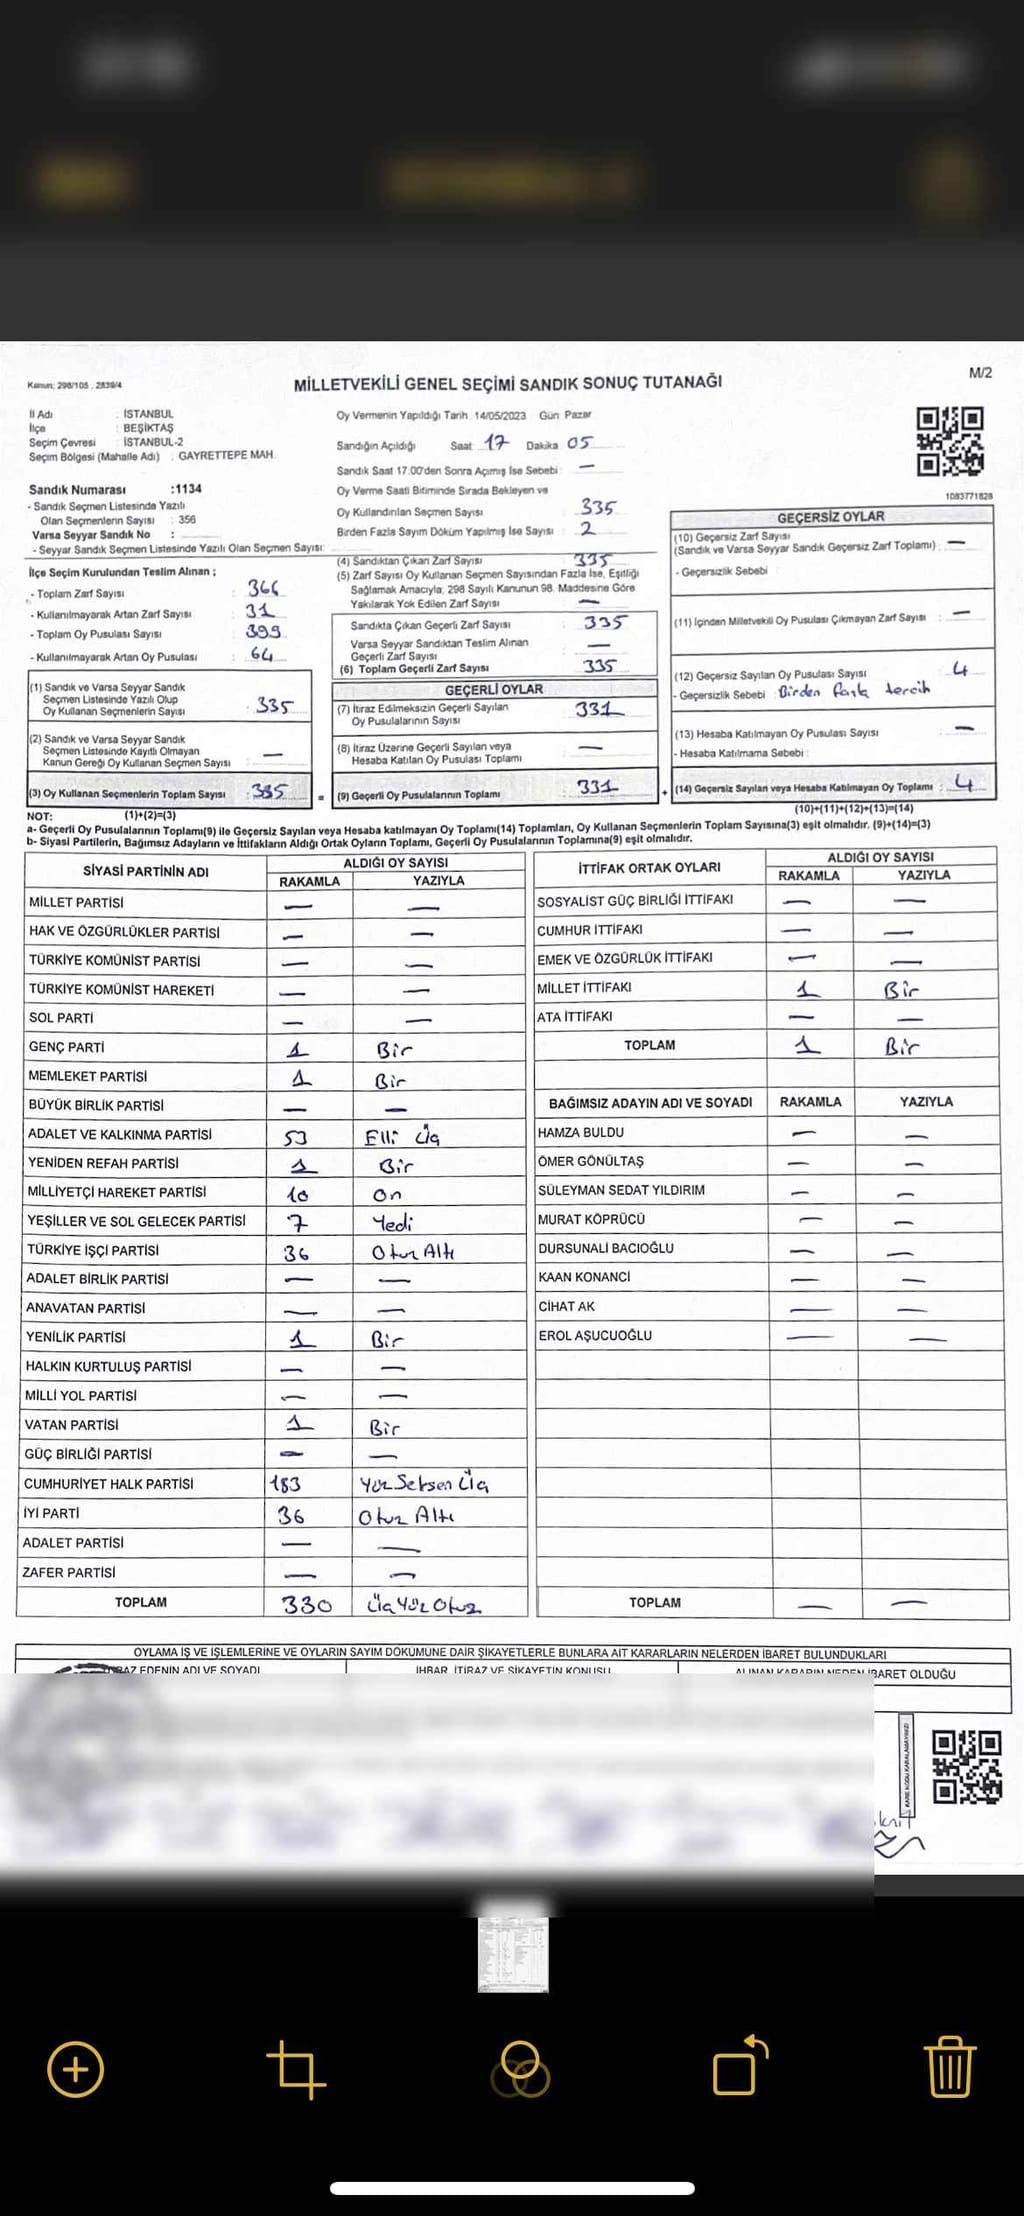 Kanun: 298/105 , 2839/4
MİLLETVEKİLİ GENEL SEÇİMİ SANDIK SONUÇ TUTANAĞI
M/2
İl Adı : İSTANBUL
İlçe : BEŞİKTAŞ
Seçim Çevresi : İSTANBUL-2
Seçim Bölgesi (Mahalle Adı) : GAYRETTEPE MAH.
Sandık Numarası :1134
- Sandık Seçmen Listesinde Yazılı
Olan Seçmenlerin Sayısı : 356
Varsa Seyyar Sandık No :
- Seyyar Sandık Seçmen Listesinde Yazılı Olan Seçmen Sayısı:
Oy Vermenin Yapıldığı Tarih :14/05/2023 Gün: Pazar
Sandığın Açıldığı Saat: 17 Dakika 05
Sandık Saat 17:00'den Sonra Açımış İse Sebebi : —
Oy Verme Saati Bitiminde Sırada Bekleyen ve
Oy Kullandırılan Seçmen Sayısı : 335
Birden Fazla Sayım Döküm Yapılmış İse Sayısı : 2
1083771828
İlçe Seçim Kurulundan Teslim Alınan ;
- Toplam Zarf Sayısı : 366
- Kullanılmayarak Artan Zarf Sayısı : 31
- Toplam Oy Pusulası Sayısı : 399
- Kullanılmayarak Artan Oy Pusulası : 64
(1) Sandık ve Varsa Seyyar Sandık
Seçmen Listesinde Yazılı Olup
Oy Kullanan Seçmenlerin Sayısı : 335
(2) Sandık ve Varsa Seyyar Sandık
Seçmen Listesinde Kayıtlı Olmayan
Kanun Gereği Oy Kullanan Seçmen Sayısı : —
(3) Oy Kullanan Seçmenlerin Toplam Sayısı : 335
(4) Sandıktan Çıkan Zarf Sayısı : 335
(5) Zarf Sayısı Oy Kullanan Seçmen Sayısından Fazla İse, Eşitliği
Sağlamak Amacıyla; 298 Sayılı Kanunun 98. Maddesine Göre
Yakılarak Yok Edilen Zarf Sayısı : —
Sandıkta Çıkan Geçerli Zarf Sayısı : 335
Varsa Seyyar Sandıktan Teslim Alınan
Geçerli Zarf Sayısı : —
(6) Toplam Geçerli Zarf Sayısı : 335
GEÇERLİ OYLAR
(7) İtiraz Edilmeksizin Geçerli Sayılan
Oy Pusulalarının Sayısı : 331
(8) İtiraz Üzerine Geçerli Sayılan veya
Hesaba Katılan Oy Pusulası Toplamı : —
= (9) Geçerli Oy Pusulalarının Toplamı : 331
GEÇERSİZ OYLAR
(10) Geçersiz Zarf Sayısı
(Sandık ve Varsa Seyyar Sandık Geçersiz Zarf Toplamı) : —
- Geçersizlik Sebebi :
(11) İçinden Milletvekili Oy Pusulası Çıkmayan Zarf Sayısı : —
(12) Geçersiz Sayılan Oy Pusulası Sayısı : 4
- Geçersizlik Sebebi : Birden fazla tercih
(13) Hesaba Katılmayan Oy Pusulası Sayısı : —
- Hesaba Katılmama Sebebi :
+ (14) Geçersiz Sayılan veya Hesaba Katılmayan Oy Toplamı : 4
NOT: (1)+(2)=(3)
(10)+(11)+(12)+(13)=(14)
a- Geçerli Oy Pusulalarının Toplamı(9) ile Geçersiz Sayılan veya Hesaba katılmayan Oy Toplamı(14) Toplamları, Oy Kullanan Seçmenlerin Toplam Sayısına(3) eşit olmalıdır. (9)+(14)=(3)
b- Siyasi Partilerin, Bağımsız Adayların ve İttifakların Aldığı Ortak Oyların Toplamı, Geçerli Oy Pusulalarının Toplamına(9) eşit olmalıdır.
SİYASİ PARTİNİN ADI ALDIĞI OY SAYISI
RAKAMLA YAZIYLA
MİLLET PARTİSİ — —
HAK VE ÖZGÜRLÜKLER PARTİSİ — —
TÜRKİYE KOMÜNİST PARTİSİ — —
TÜRKİYE KOMÜNİST HAREKETİ — —
SOL PARTİ — —
GENÇ PARTİ 1 Bir
MEMLEKET PARTİSİ 1 Bir
BÜYÜK BİRLİK PARTİSİ — —
ADALET VE KALKINMA PARTİSİ 53 Elli Üç
YENİDEN REFAH PARTİSİ 1 Bir
MİLLİYETÇİ HAREKET PARTİSİ 10 On
YEŞİLLER VE SOL GELECEK PARTİSİ 7 Yedi
TÜRKİYE İŞÇİ PARTİSİ 36 Otuz Altı
ADALET BİRLİK PARTİSİ — —
ANAVATAN PARTİSİ — —
YENİLİK PARTİSİ 1 Bir
HALKIN KURTULUŞ PARTİSİ — —
MİLLİ YOL PARTİSİ — —
VATAN PARTİSİ 1 Bir
GÜÇ BİRLİĞİ PARTİSİ — —
CUMHURİYET HALK PARTİSİ 183 Yüz Seksen Üç
İYİ PARTİ 36 Otuz Altı
ADALET PARTİSİ — —
ZAFER PARTİSİ — —
TOPLAM 330 Üç Yüz Otuz
İTTİFAK ORTAK OYLARI ALDIĞI OY SAYISI
RAKAMLA YAZIYLA
SOSYALİST GÜÇ BİRLİĞİ İTTİFAKI — —
CUMHUR İTTİFAKI — —
EMEK VE ÖZGÜRLÜK İTTİFAKI — —
MİLLET İTTİFAKI 1 Bir
ATA İTTİFAKI — —
TOPLAM 1 Bir
BAĞIMSIZ ADAYIN ADI VE SOYADI RAKAMLA YAZIYLA
HAMZA BULDU — —
ÖMER GÖNÜLTAŞ — —
SÜLEYMAN SEDAT YILDIRIM — —
MURAT KÖPRÜCÜ — —
DURSUNALİ BACIOĞLU — —
KAAN KONANCİ — —
CİHAT AK — —
EROL AŞUCUOĞLU — —
TOPLAM — —
OYLAMA İŞ VE İŞLEMLERİNE VE OYLARIN SAYIM DÖKÜMÜNE DAİR ŞİKAYETLERLE BUNLARA AİT KARARLARIN NELERDEN İBARET BULUNDUKLARI
EDENİN ADI VE SOYADI İHBAR, İTİRAZ VE ŞİKAYETİN KONUSU ALINAN KARARIN NEDEN İBARET OLDUĞU
KARE KODU KARALAMAYINIZ!